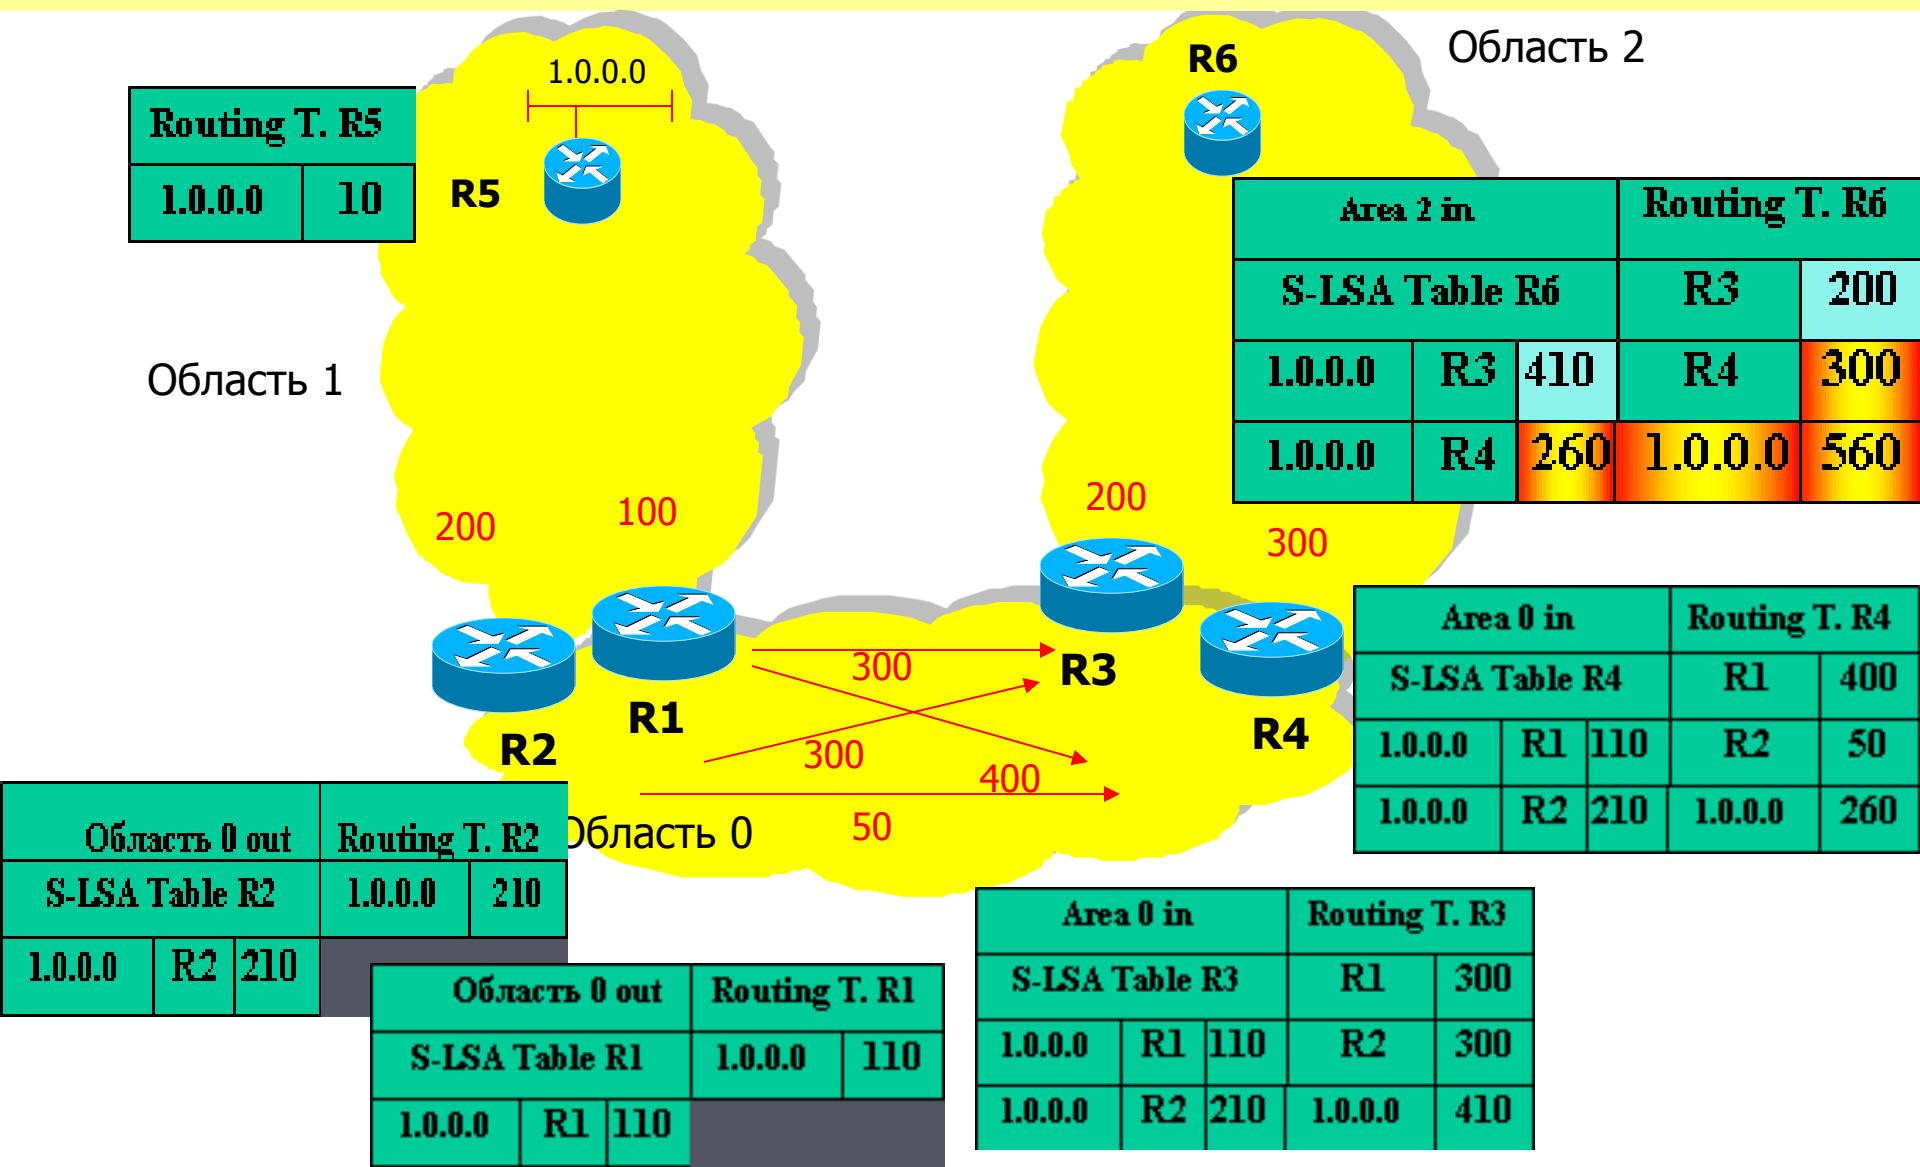 Область 2
R6
1.0.0.0
Routing T. R5
1.0.0.0 10
R5
Area 2 in Routing T. R6
S-LSA Table R6 R3 200
1.0.0.0 R3 410 R4 300
1.0.0.0 R4 260 1.0.0.0 560
Область 1
200 100
200
300
300
R3
R1
R2
R4
300
400
50
Область 0
Area 0 in Routing T. R4
S-LSA Table R4 R1 400
1.0.0.0 R1 110 R2 50
1.0.0.0 R2 210 1.0.0.0 260
Область 0 out Routing T. R2
S-LSA Table R2 1.0.0.0 210
1.0.0.0 R2 210
Область 0 out Routing T. R1
S-LSA Table R1 1.0.0.0 110
1.0.0.0 R1 110
Area 0 in Routing T. R3
S-LSA Table R3 R1 300
1.0.0.0 R1 110 R2 300
1.0.0.0 R2 210 1.0.0.0 410